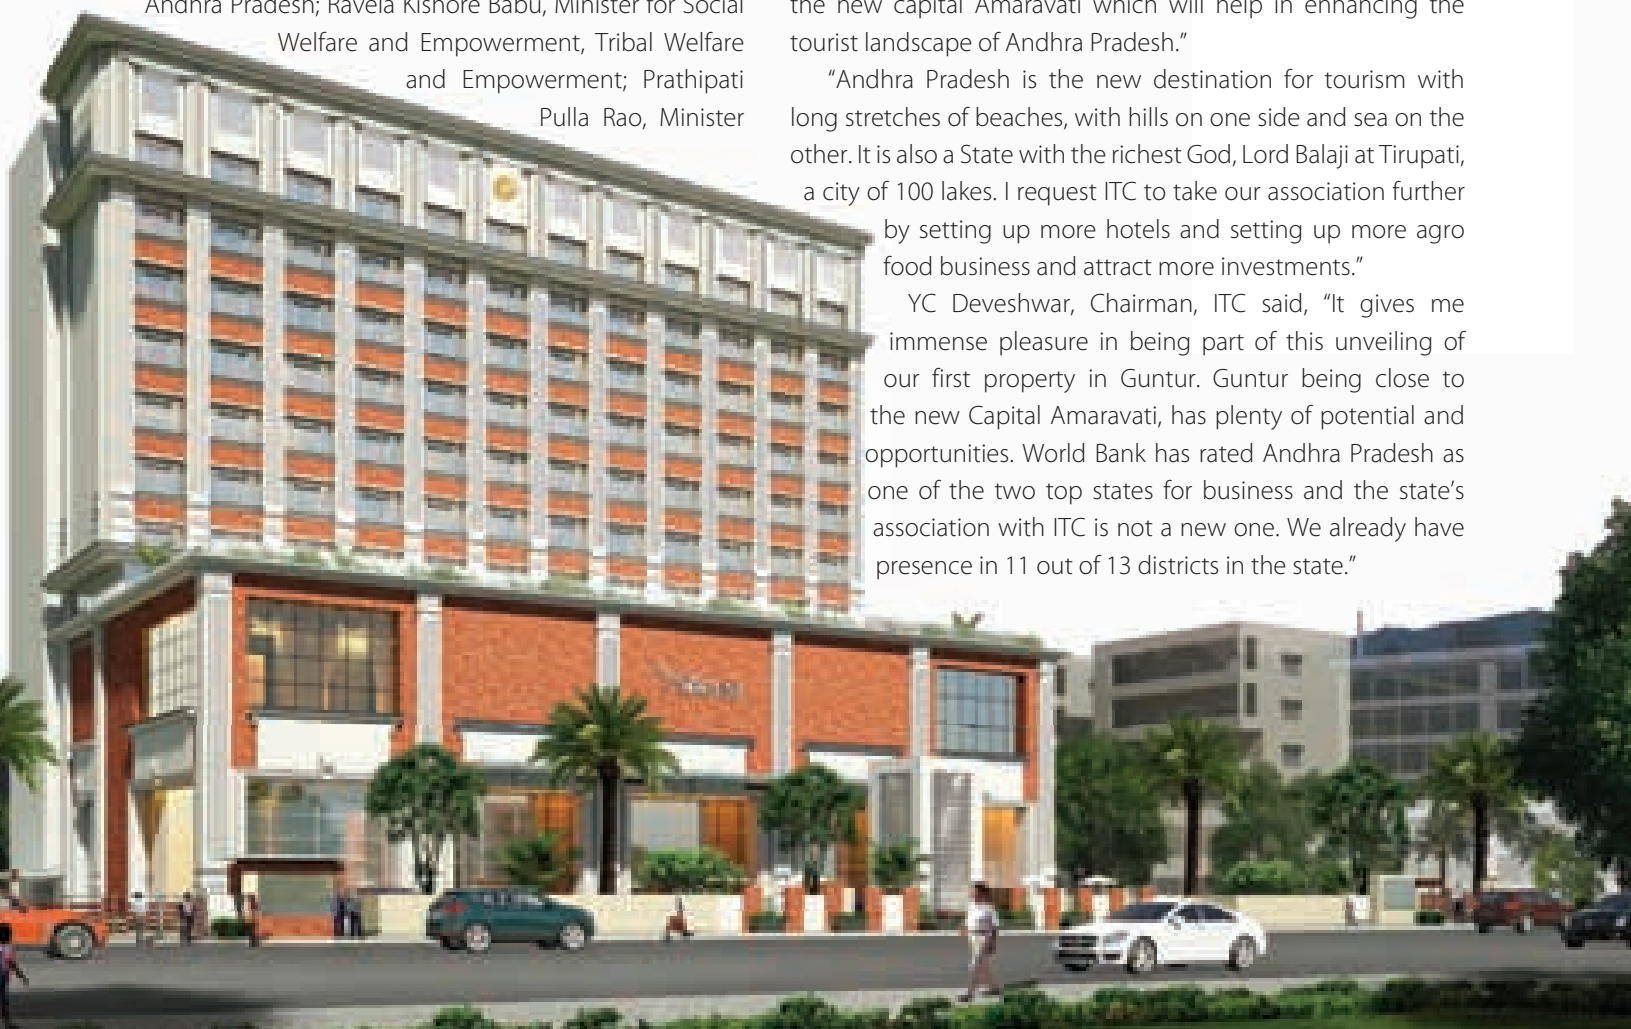 Andhra Pradesh; Ravela Kishore Babu, Minister for Social
Welfare and Empowerment, Tribal Welfare
and Empowerment; Prathipati
Pulla Rao, Minister
the new capital Amaravati which will help in enhancing the
tourist landscape of Andhra Pradesh.”
“Andhra Pradesh is the new destination for tourism with
long stretches of beaches, with hills on one side and sea on the
other. It is also a State with the richest God, Lord Balaji at Tirupati,
a city of 100 lakes. I request ITC to take our association further
by setting up more hotels and setting up more agro
food business and attract more investments.”
YC Deveshwar, Chairman, ITC said, “It gives me
immense pleasure in being part of this unveiling of
our first property in Guntur. Guntur being close to
the new Capital Amaravati, has plenty of potential and
opportunities. World Bank has rated Andhra Pradesh as
one of the two top states for business and the state’s
association with ITC is not a new one. We already have
presence in 11 out of 13 districts in the state.”